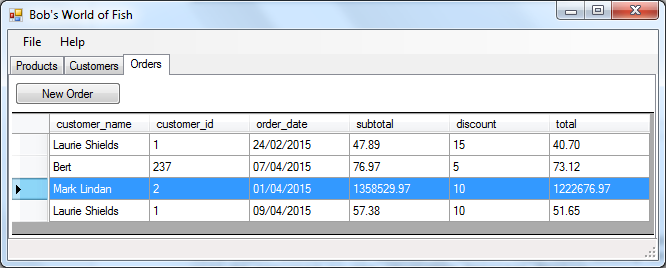 Bob's World of Fish
File Help
Products Customers Orders
New Order
customer_name customer_id order_date subtotal discount total
Laurie Shields 1 24/02/2015 47.89 15 40.70
Bert 237 07/04/2015 76.97 5 73.12
Mark Lindan 2 01/04/2015 1358529.97 10 1222676.97
Laurie Shields 1 09/04/2015 57.38 10 51.65